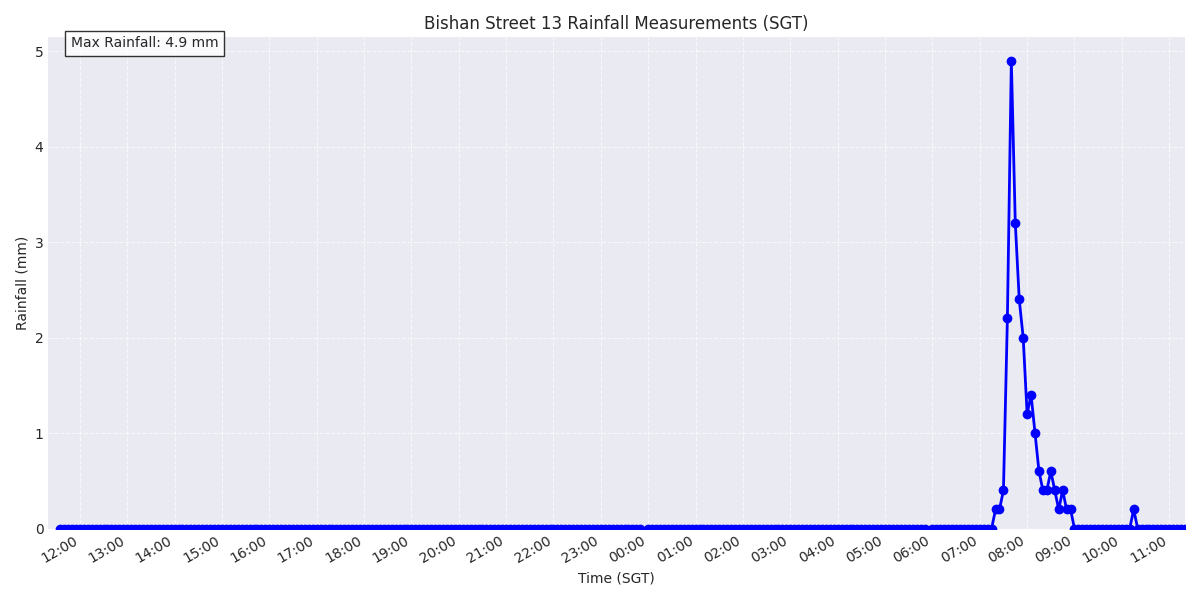 Bishan Street 13 Rainfall Measurements (SGT)
Max Rainfall: 4.9 mm
5
4
3
2
1
0
Rainfall (mm)
12:00 13:00 14:00 15:00 16:00 17:00 18:00 19:00 20:00 21:00 22:00 23:00 00:00 01:00 02:00 03:00 04:00 05:00 06:00 07:00 08:00 09:00 10:00 11:00
Time (SGT)